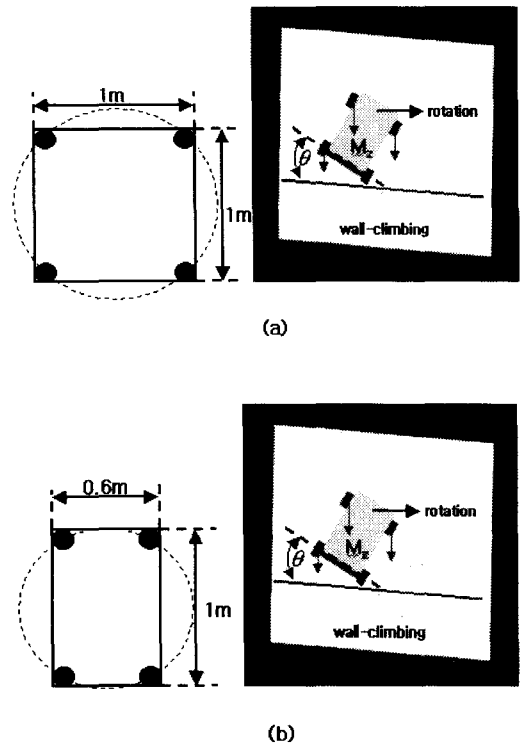 1m
1m
rotation
θ
M_z
wall-climbing
(a)
0.6m
1m
rotation
θ
M_z
wall-climbing
(b)